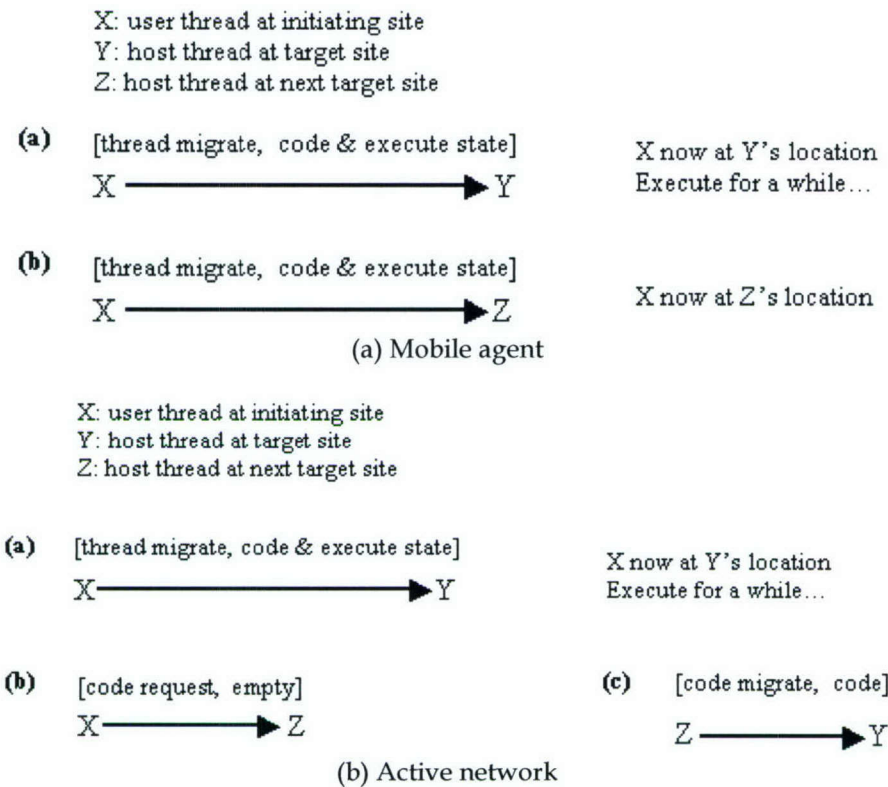 X: user thread at initiating site
Y: host thread at target site
Z: host thread at next target site
(a) [thread migrate, code & execute state]
X now at Y's location
X Y
Execute for a while...
(b) [thread migrate, code & execute state]
X Z
X now at Z's location
(a) Mobile agent
X: user thread at initiating site
Y: host thread at target site
Z: host thread at next target site
(a) [thread migrate, code & execute state]
X now at Y's location
X Y
Execute for a while...
(b) [code request, empty]
X Z
(c) [code migrate, code]
Z Y
(b) Active network